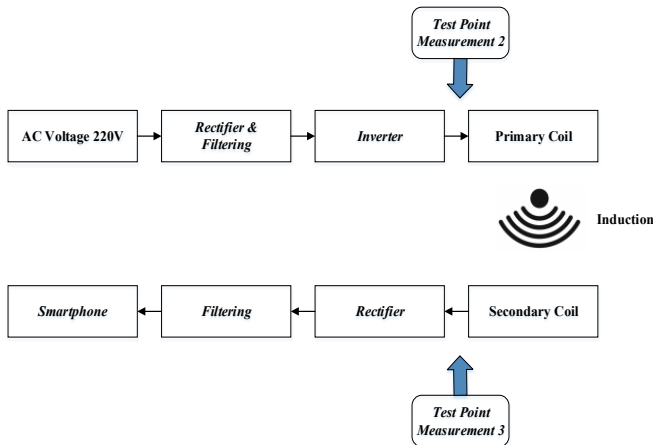 Test Point
Measurement 2
AC Voltage 220V
Rectifier &
Filtering
Inverter
Primary Coil
Induction
Smartphone
Filtering
Rectifier
Secondary Coil
Test Point
Measurement 3